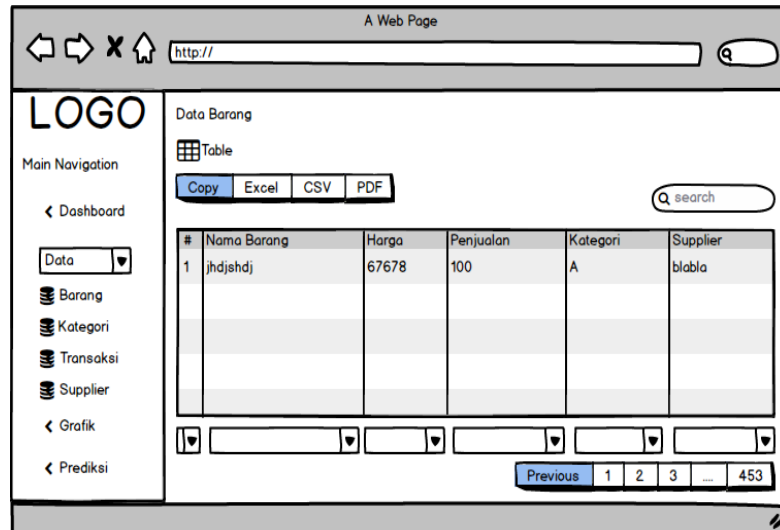 A Web Page
http://
LOGO
Main Navigation
Dashboard
Data
Barang
Kategori
Transaksi
Supplier
Grafik
Prediksi
Data Barang
Table
Copy Excel CSV PDF
search
# Nama Barang Harga Penjualan Kategori Supplier
1 jhdjshdj 67678 100 A blabla
Previous 1 2 3 .... 453